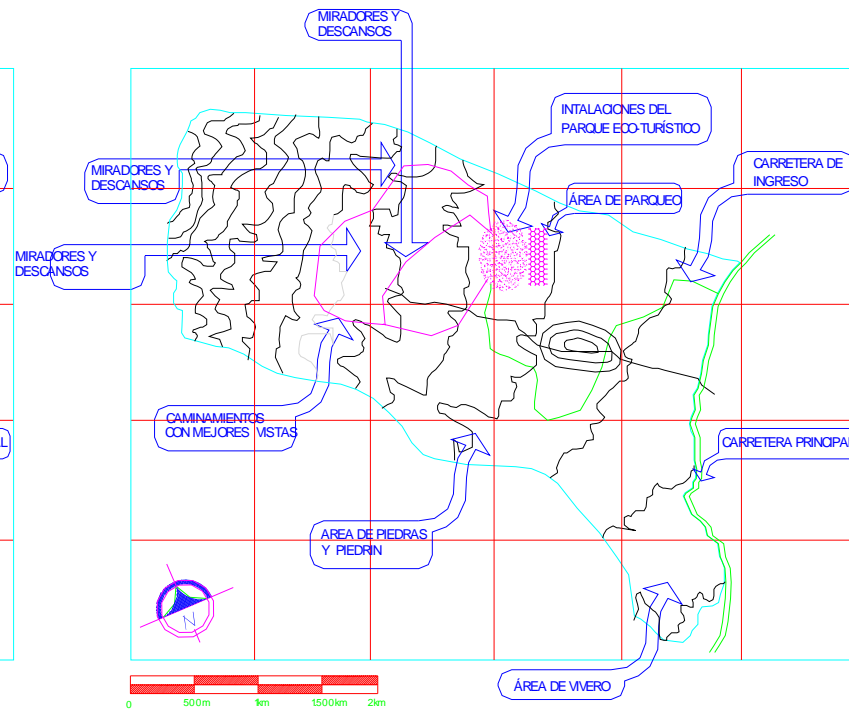 MIRADORES Y
DESCANSOS
INTALACIONES DEL
PARQUE ECO-TURÍSTICO
MIRADORES Y
DESCANSOS
CARRETERA DE
INGRESO
ÁREA DE PARQUEO
MIRADORES Y
DESCANSOS
CAMINAMIENTOS
CON MEJORES VISTAS
L
CARRETERA PRINCIPAL
AREA DE PIEDRAS
Y PIEDRIN
N
ÁREA DE VIVERO
0
500m
1km
1500km
2km